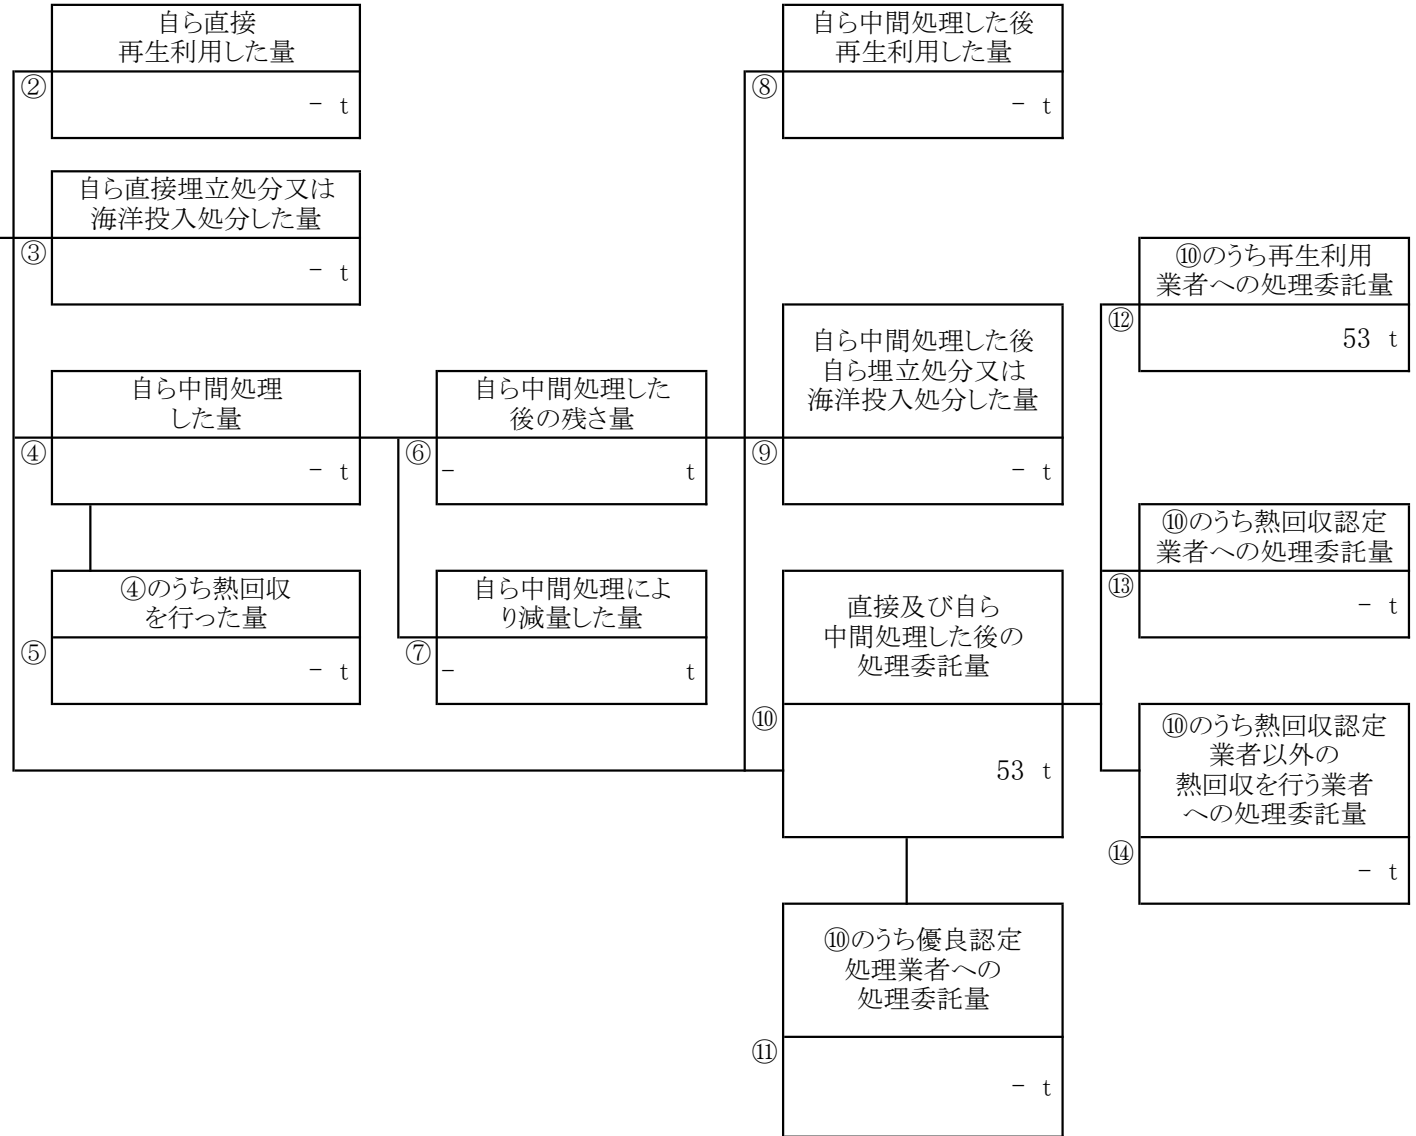 自ら直接
再生利用した量
②
－ t
自ら直接埋立処分又は
海洋投入処分した量
③
－ t
自ら中間処理
した量
④
－ t
④のうち熱回収
を行った量
⑤
－ t
自ら中間処理した
後の残さ量
⑥
－ t
自ら中間処理によ
り減量した量
⑦
－ t
自ら中間処理した後
再生利用した量
⑧
－ t
自ら中間処理した後
自ら埋立処分又は
海洋投入処分した量
⑨
－ t
直接及び自ら
中間処理した後の
処理委託量
⑩
53 t
⑩のうち優良認定
処理業者への
処理委託量
⑪
－ t
⑩のうち再生利用
業者への処理委託量
⑫
53 t
⑩のうち熱回収認定
業者への処理委託量
⑬
－ t
⑩のうち熱回収認定
業者以外の
熱回収を行う業者
への処理委託量
⑭
－ t